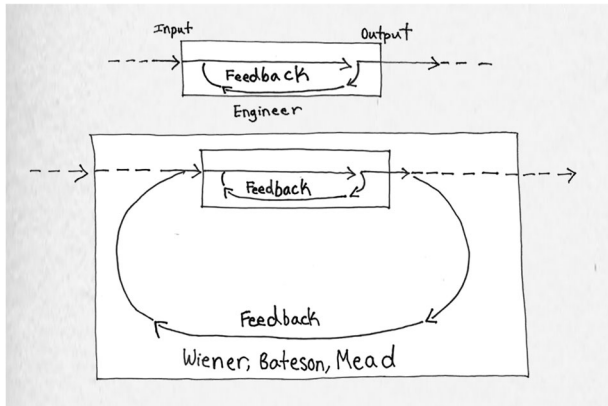 Input
Output
Feedback
Engineer
Feedback
Feedback
Wiener, Bateson, Mead